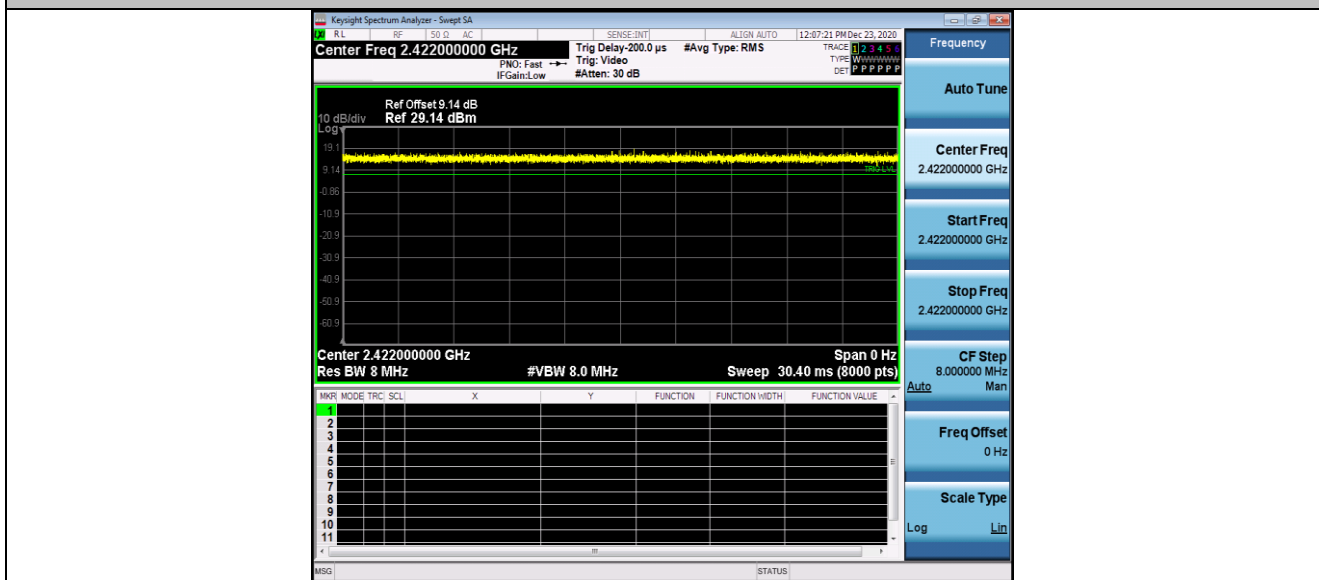 Keysight Spectrum Analyzer - Swept SA
RL RF 50 Ω AC SENSE:INT ALIGN AUTO 12:07:21 PM Dec 23, 2020
Center Freq 2.422000000 GHz
PNO: Fast
IFGain:Low
Trig Delay-200.0 µs
Trig: Video
#Atten: 30 dB
#Avg Type: RMS
TRACE 1 2 3 4 5 6
TYPE WWWWWW
DET P P P P P P
Ref Offset 9.14 dB
10 dB/div Ref 29.14 dBm
Log
19.1
9.14
-0.86
-10.9
-20.9
-30.9
-40.9
-50.9
-60.9
TRIG LVL
Center 2.422000000 GHz Span 0 Hz
Res BW 8 MHz #VBW 8.0 MHz Sweep 30.40 ms (8000 pts)
MKR MODE TRC SCL X Y FUNCTION FUNCTION WIDTH FUNCTION VALUE
1
2
3
4
5
6
7
8
9
10
11
MSG STATUS
Frequency
Auto Tune
Center Freq
2.422000000 GHz
Start Freq
2.422000000 GHz
Stop Freq
2.422000000 GHz
CF Step
8.000000 MHz
Auto Man
Freq Offset
0 Hz
Scale Type
Log Lin